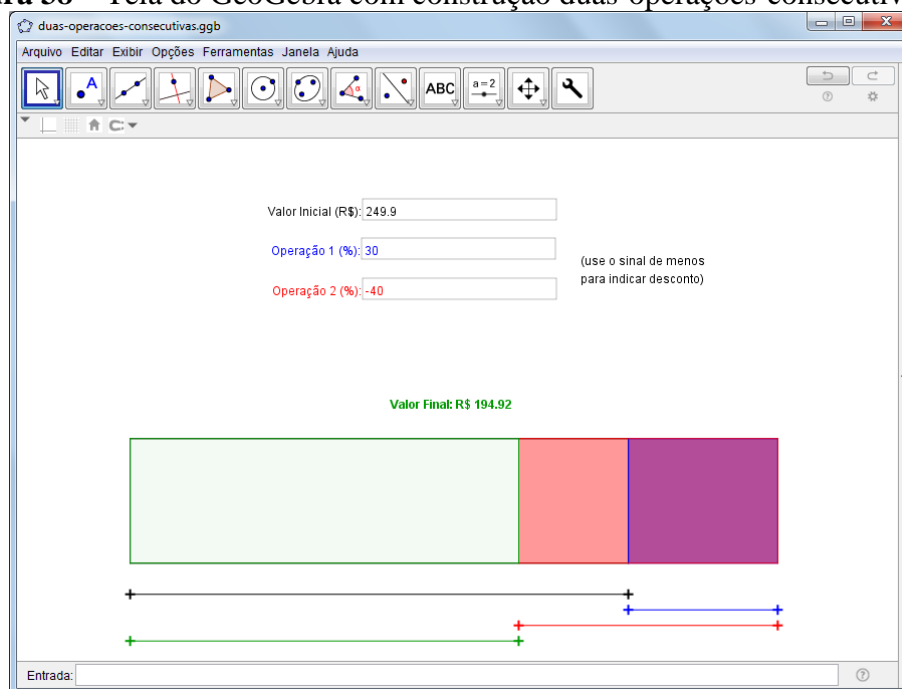 38 – Tela do GeoGebra com construção duas-operações-consecutiv
duas-operacoes-consecutivas.ggb
Arquivo Editar Exibir Opções Ferramentas Janela Ajuda
A
ABC
a=2
Valor Inicial (R$): 249.9
Operação 1 (%): 30
(use o sinal de menos
para indicar desconto)
Operação 2 (%): -40
Valor Final: R$ 194.92
Entrada: